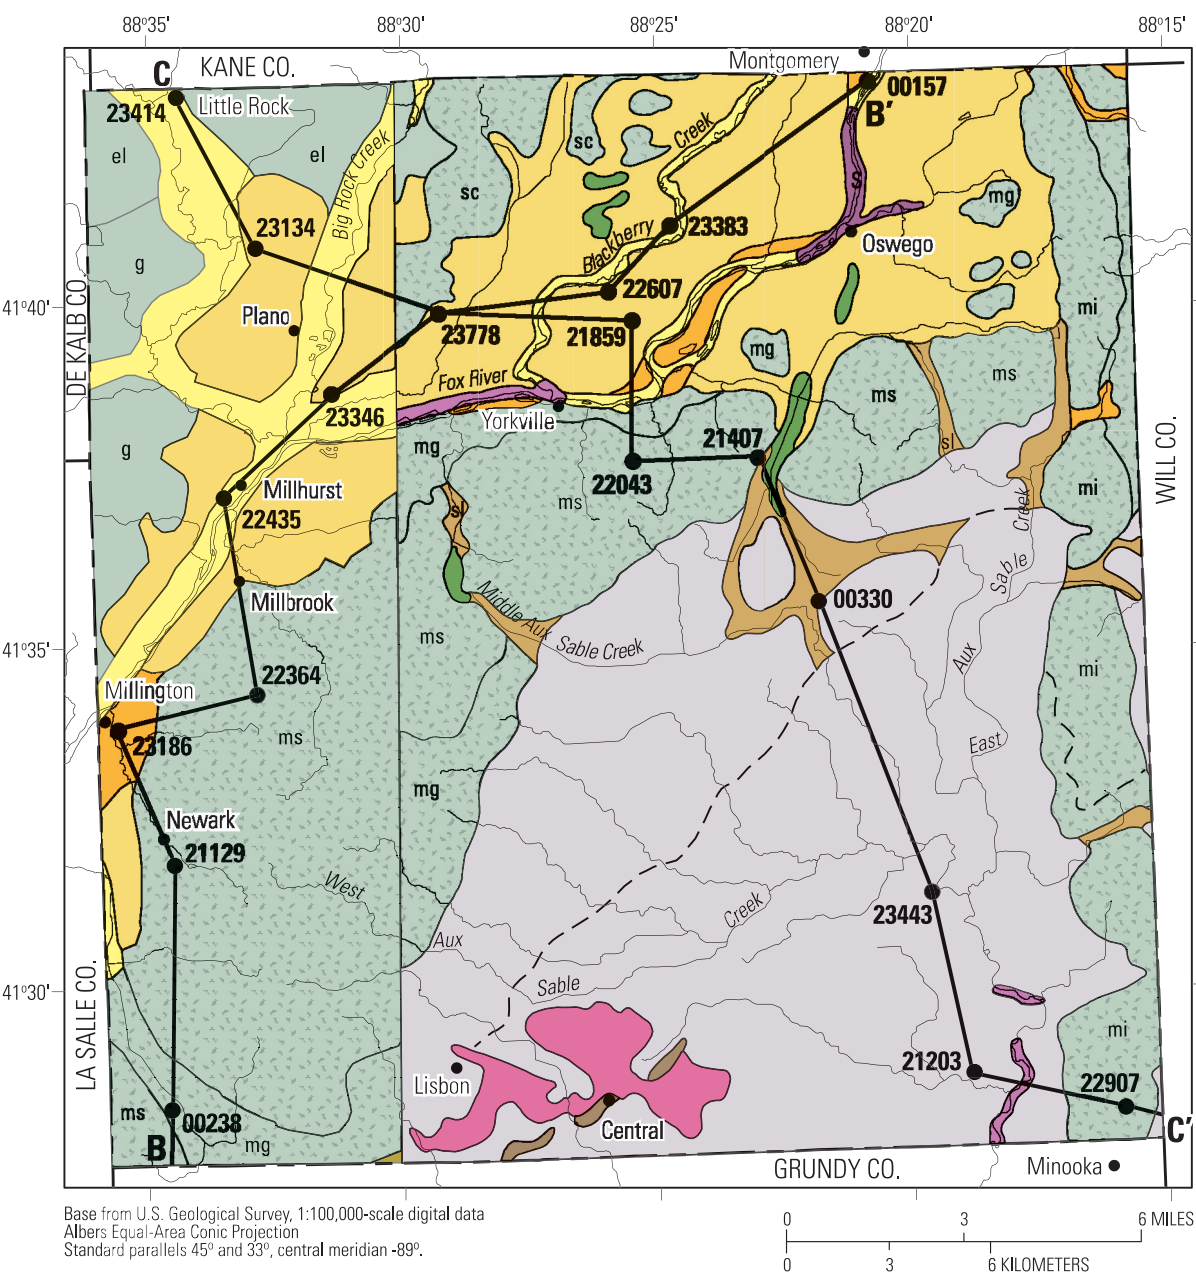 88°35'
88°30'
88°25'
88°20'
88°15'
C
KANE CO.
Montgomery
23414
Little Rock
00157
B'
el
el
Big Rock Creek
sc
sc
Creek
S
mg
23134
Blackberry
23383
Oswego
g
DE KALB CO.
41°40'
Plano
22607
mi
23778
21859
mg
Fox River
ms
ms
23346
Yorkville
21407
sl
WILL CO.
g
mg
Millhurst
22043
22435
ms
mi
sl
Creek
Millbrook
Middle Aux
Sable Creek
00330
Sable
41°35'
ms
Aux
22364
mi
Millington
23186
ms
East
mg
Newark
21129
West
23443
Creek
Aux
Sable
41°30'
LA SALLE CO.
mi
21203
22907
Lisbon
ms
00238
Central
C'
B
mg
GRUNDY CO.
Minooka
Base from U.S. Geological Survey, 1:100,000-scale digital data
Albers Equal-Area Conic Projection
Standard parallels 45° and 33°, central meridian -89°.
0 3 6 MILES
0 3 6 KILOMETERS